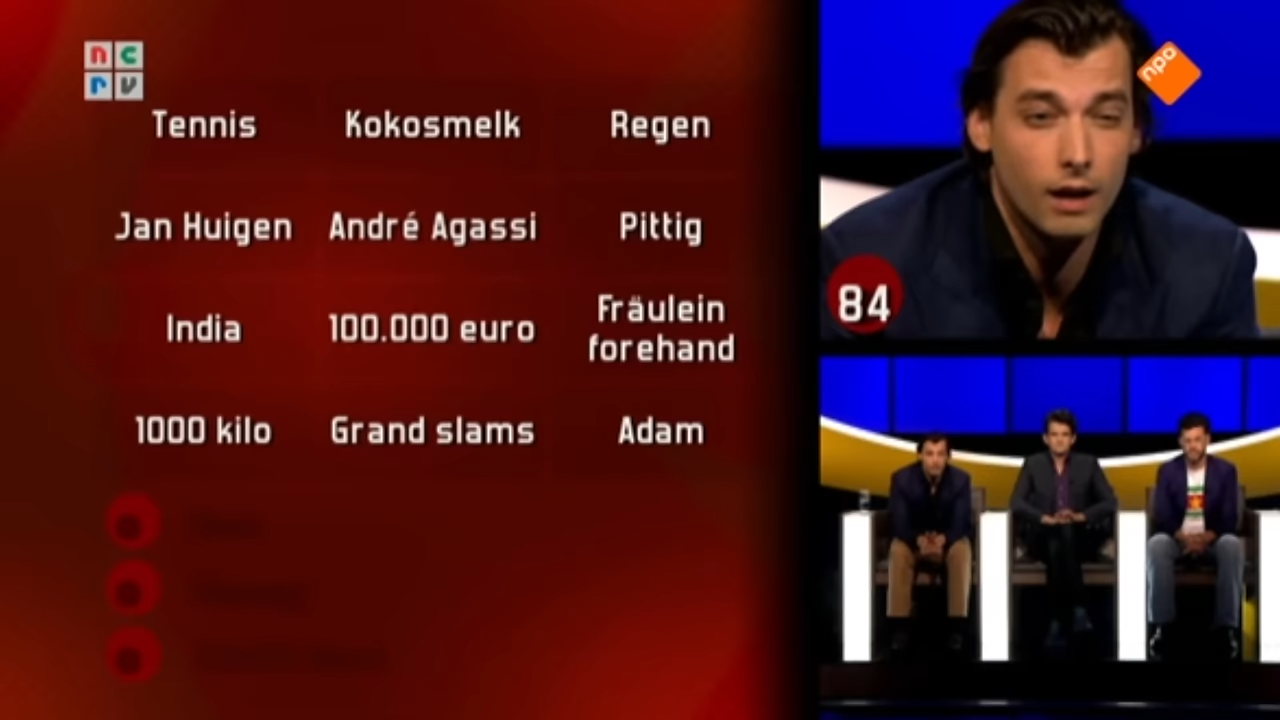 ncrv
npo
Tennis Kokosmelk Regen
Jan Huigen André Agassi Pittig
India 100.000 euro Fräulein forehand
1000 kilo Grand slams Adam
84